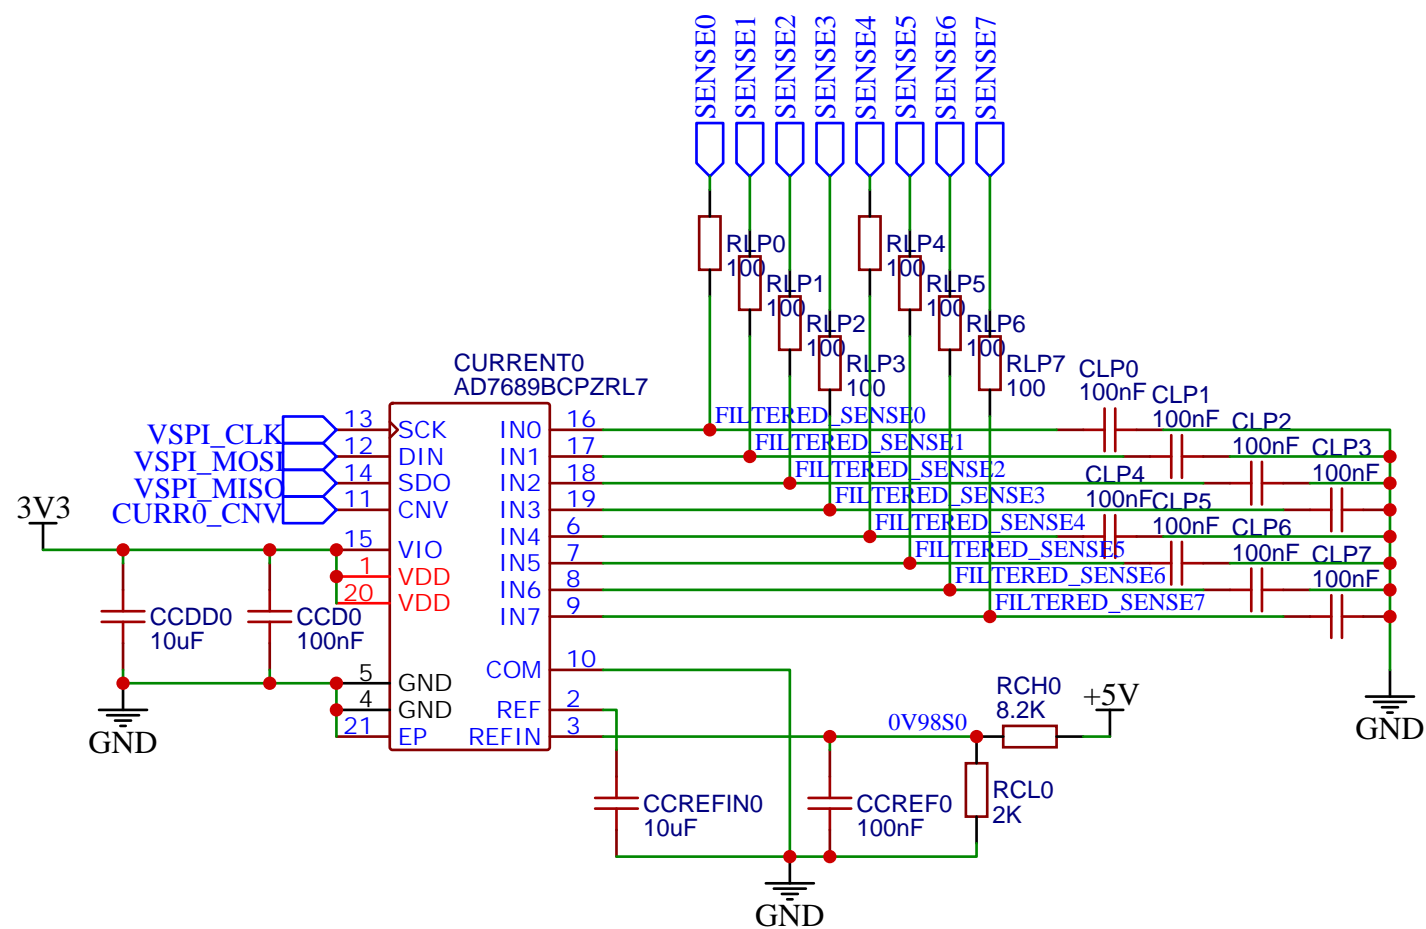 SENSE0
SENSE1
SENSE2
SENSE3
SENSE4
SENSE5
SENSE6
SENSE7
RLP0
100
RLP1
100
RLP2
100
RLP3
100
RLP4
100
RLP5
100
RLP6
100
RLP7
100
CURRENT0
AD7689BCPZRL7
VSPI_CLK
VSPI_MOSI
VSPI_MISO
CURR0_CNV
3V3
13 SCK
12 DIN
14 SDO
11 CNV
15 VIO
1 VDD
20 VDD
5 GND
4 GND
21 EP
IN0 16
IN1 17
IN2 18
IN3 19
IN4 6
IN5 7
IN6 8
IN7 9
COM 10
REF 2
REFIN 3
FILTERED_SENSE0
FILTERED_SENSE1
FILTERED_SENSE2
FILTERED_SENSE3
FILTERED_SENSE4
FILTERED_SENSE5
FILTERED_SENSE6
FILTERED_SENSE7
CLP0
100nF
CLP1
100nF
CLP2
100nF
CLP3
100nF
CLP4
100nF
CLP5
100nF
CLP6
100nF
CLP7
100nF
CCDD0
10uF
CCD0
100nF
GND
0V98S0
RCH0
8.2K
+5V
GND
CCREFIN0
10uF
CCREF0
100nF
RCL0
2K
GND